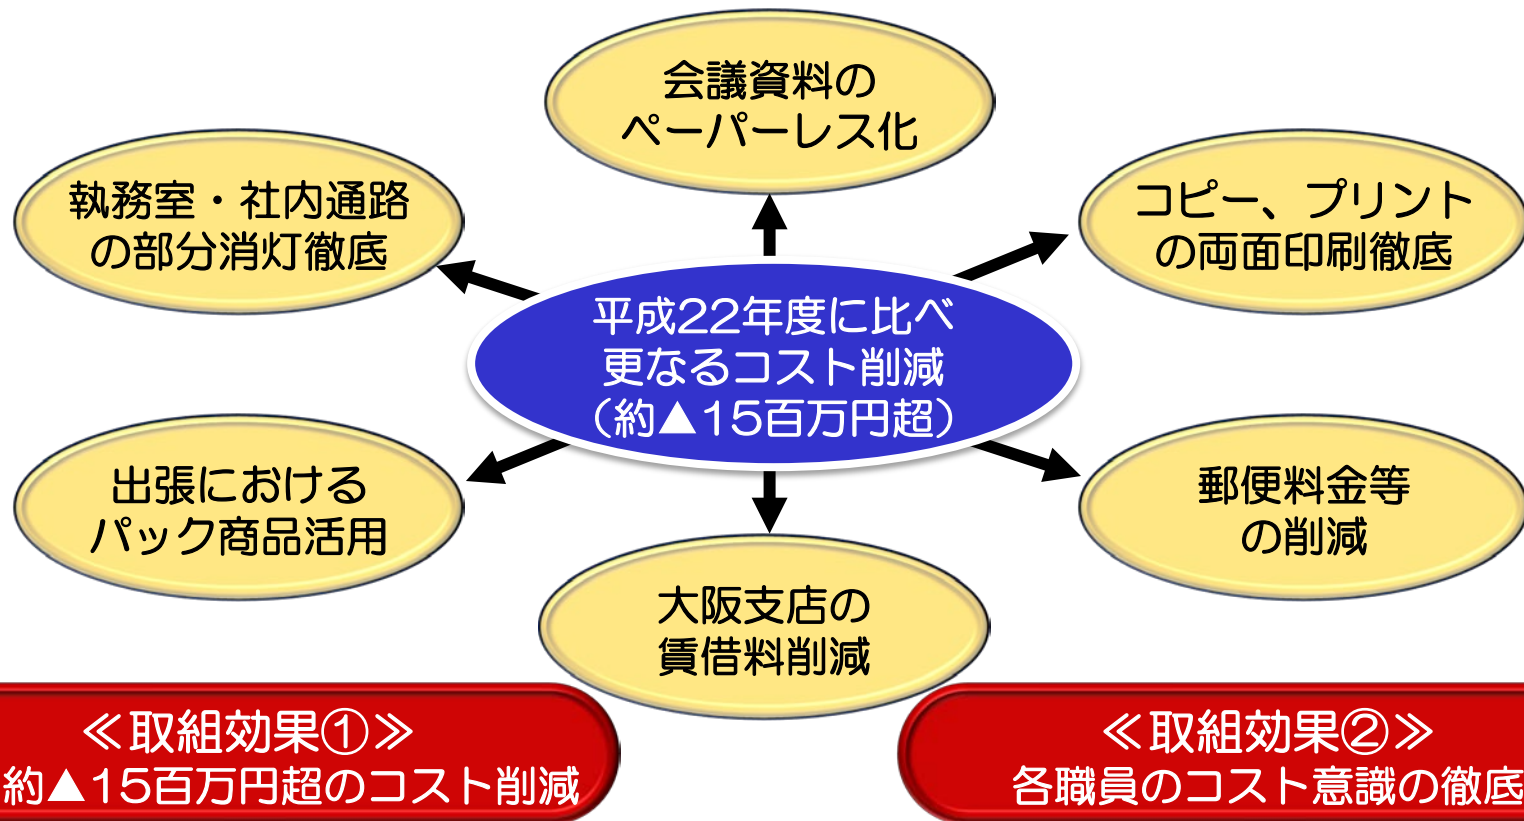 会議資料の
ペーパーレス化
執務室・社内通路
の部分消灯徹底
コピー、プリント
の両面印刷徹底
平成22年度に比べ
更なるコスト削減
（約▲15百万円超）
出張における
パック商品活用
郵便料金等
の削減
大阪支店の
賃借料削減
≪取組効果①≫
約▲15百万円超のコスト削減
≪取組効果②≫
各職員のコスト意識の徹底